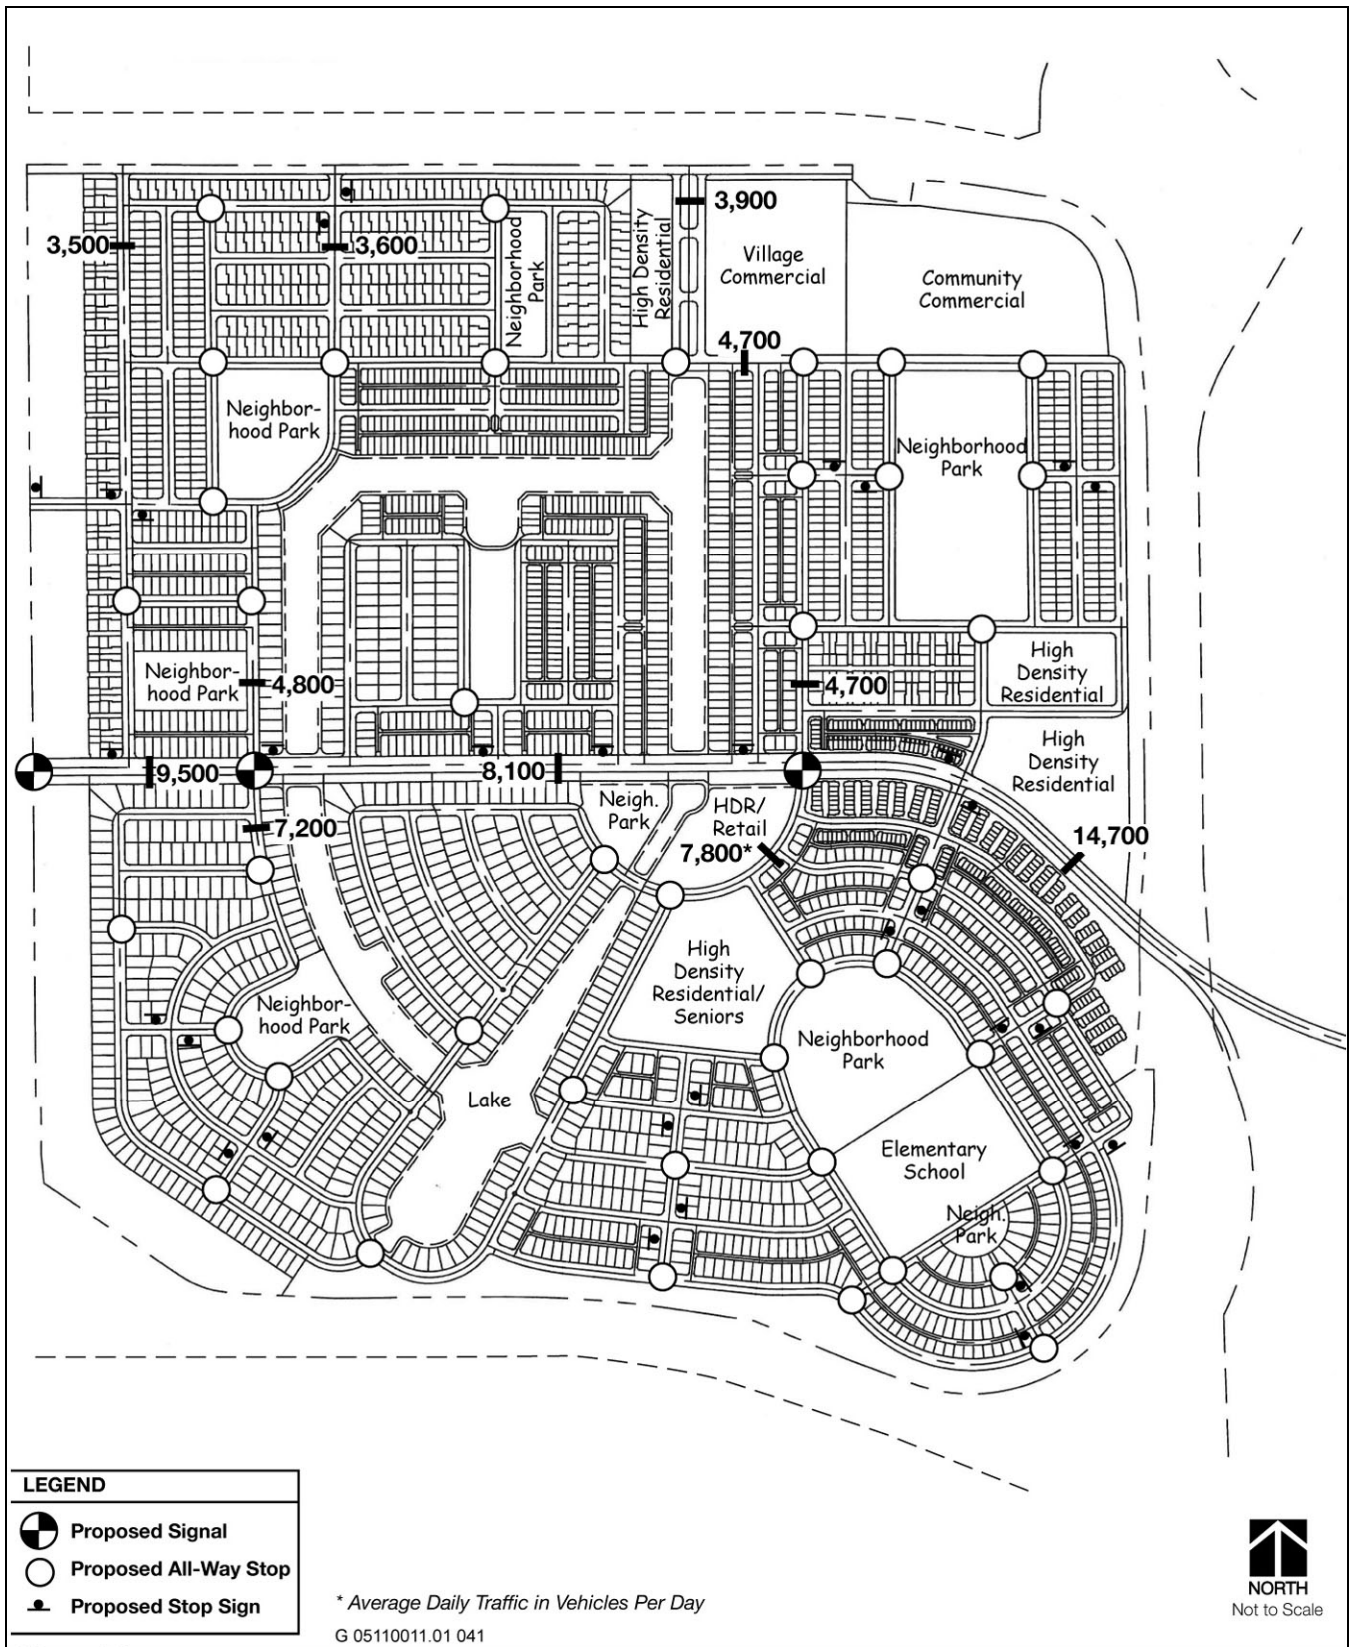 3,900
3,500
3,600
Neighborhood
Park
High Density
Residential
Village
Commercial
Community
Commercial
4,700
Neighbor-
hood Park
Neighborhood
Park
Neighbor-
hood Park
4,800
4,700
High
Density
Residential
High
Density
Residential
9,500
8,100
7,200
Neigh.
Park
HDR/
Retail
7,800*
14,700
High
Density
Residential/
Seniors
Neighbor-
hood Park
Neighborhood
Park
Lake
Elementary
School
Neigh.
Park
LEGEND
Proposed Signal
Proposed All-Way Stop
Proposed Stop Sign
* Average Daily Traffic in Vehicles Per Day
G 05110011.01 041
NORTH
Not to Scale